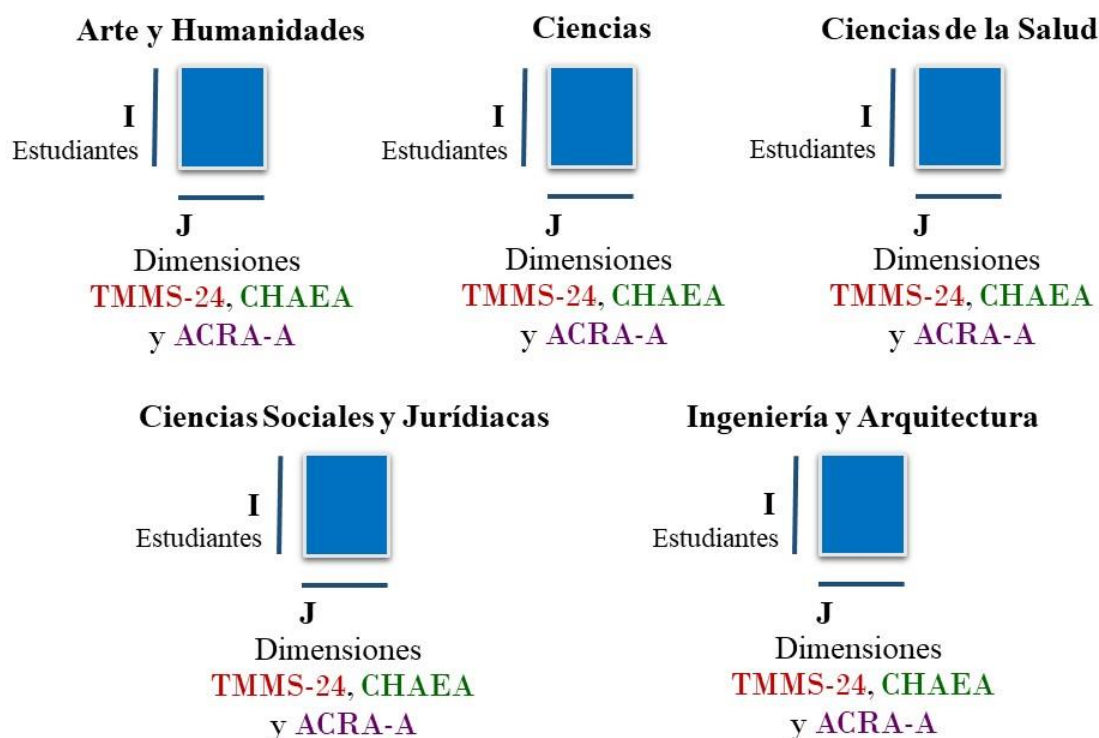 Arte y Humanidades
I
Estudiantes
J
Dimensiones
TMMS-24, CHAEA
y ACRA-A
Ciencias
I
Estudiantes
J
Dimensiones
TMMS-24, CHAEA
y ACRA-A
Ciencias de la Salud
I
Estudiantes
J
Dimensiones
TMMS-24, CHAEA
y ACRA-A
Ciencias Sociales y Jurídiacas
I
Estudiantes
J
Dimensiones
TMMS-24, CHAEA
y ACRA-A
Ingeniería y Arquitectura
I
Estudiantes
J
Dimensiones
TMMS-24, CHAEA
y ACRA-A